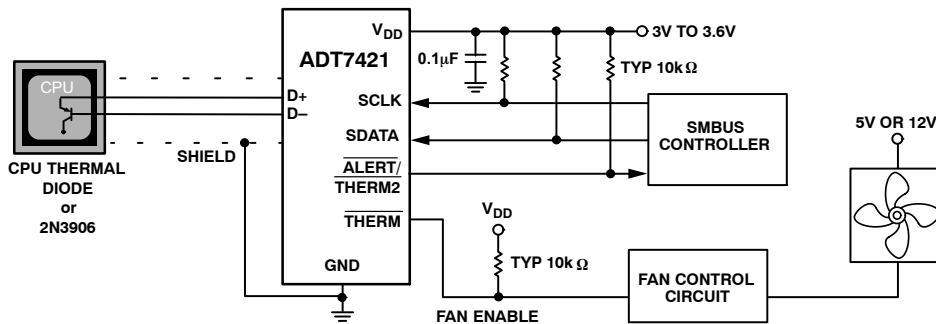 V_DD
3V TO 3.6V
ADT7421
0.1μF
TYP 10kΩ
CPU
D+
D–
SCLK
SDATA
SMBUS
CONTROLLER
5V OR 12V
SHIELD
CPU THERMAL
DIODE
or
2N3906
ALERT/
THERM2
THERM
V_DD
TYP 10kΩ
GND
FAN CONTROL
CIRCUIT
FAN ENABLE